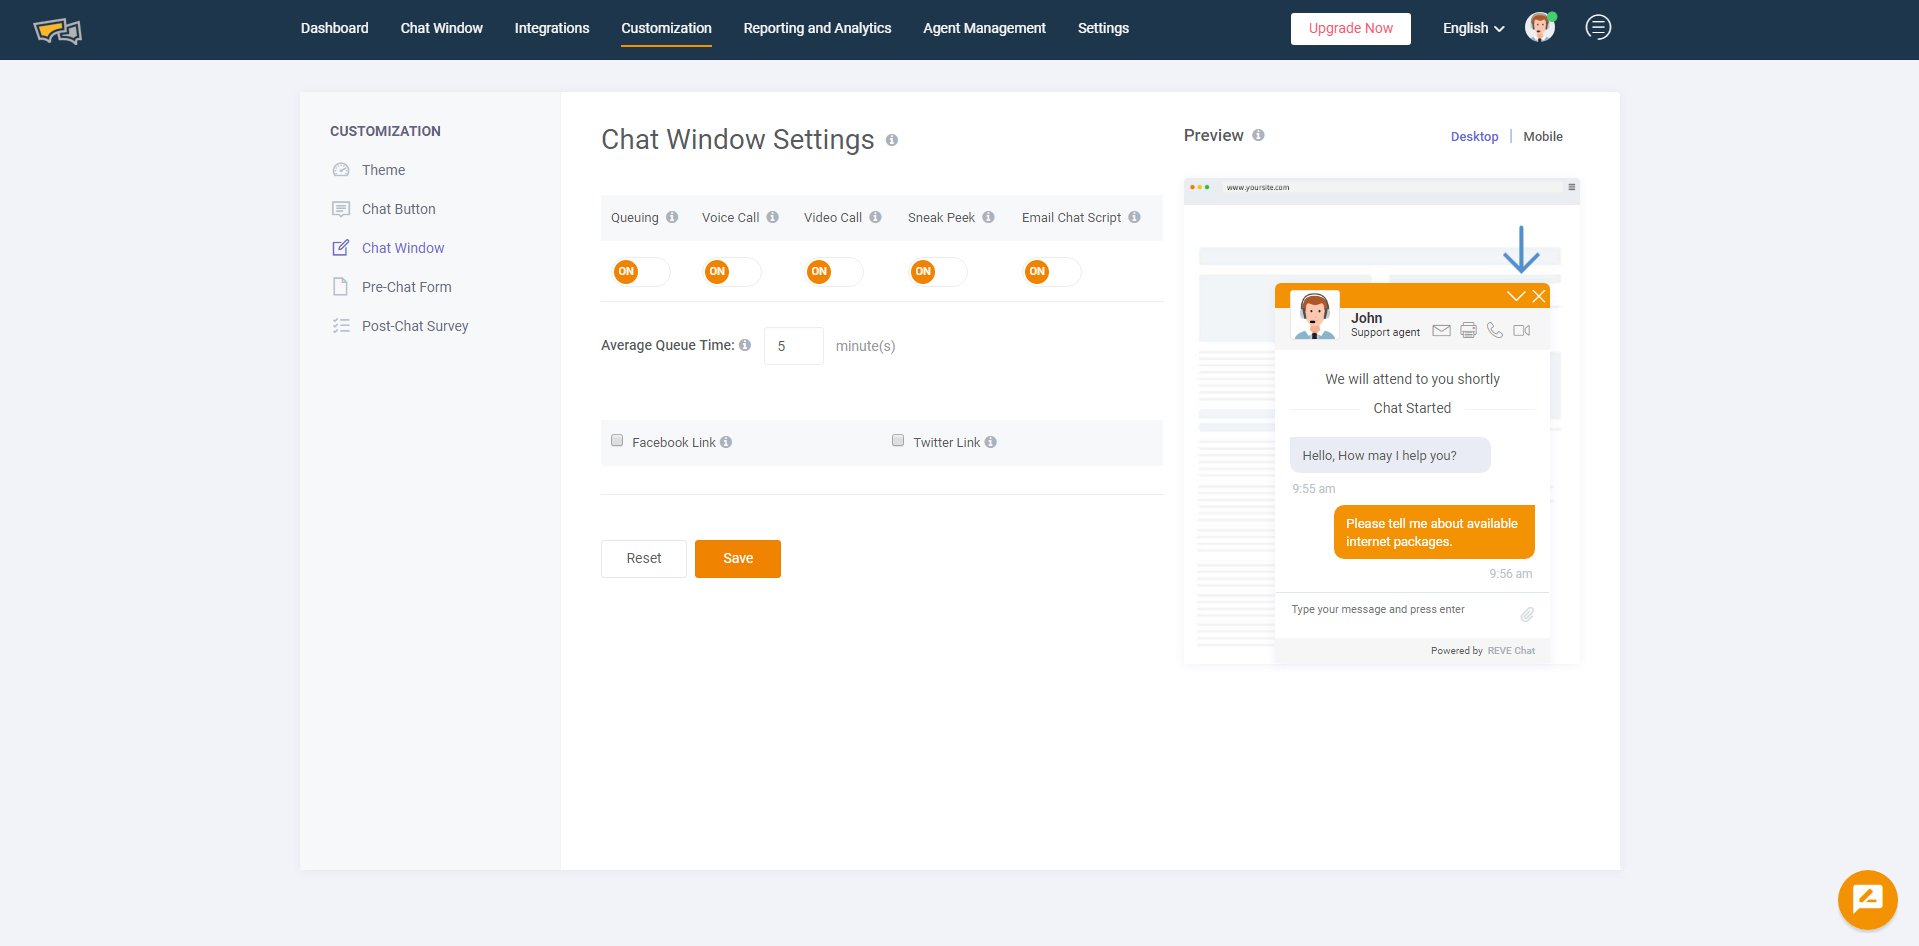 Dashboard Chat Window Integrations Customization Reporting and Analytics Agent Management Settings Upgrade Now English
CUSTOMIZATION
Theme
Chat Button
Chat Window
Pre-Chat Form
Post-Chat Survey
Chat Window Settings
Queuing Voice Call Video Call Sneak Peek Email Chat Script
ON ON ON ON ON
Average Queue Time: 5 minute(s)
Facebook Link Twitter Link
Reset Save
Preview Desktop | Mobile
www.yoursite.com
John
Support agent
We will attend to you shortly
Chat Started
Hello, How may I help you?
9:55 am
Please tell me about available
internet packages.
9:56 am
Type your message and press enter
Powered by REVE Chat